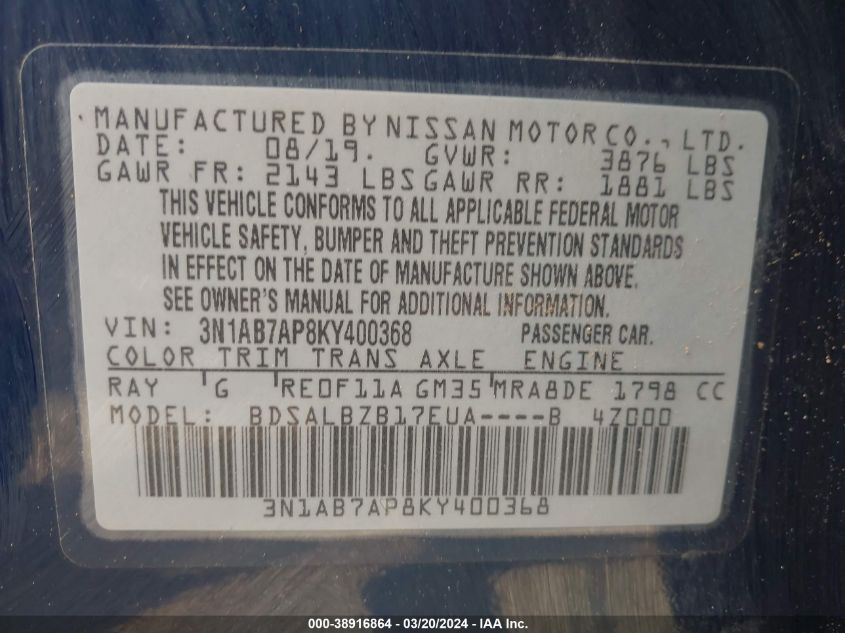 MANUFACTURED BY NISSAN MOTOR CO., LTD.
DATE: 08/19. GVWR: 3876 LBS
GAWR FR: 2143 LBS GAWR RR: 1881 LBS
THIS VEHICLE CONFORMS TO ALL APPLICABLE FEDERAL MOTOR
VEHICLE SAFETY, BUMPER AND THEFT PREVENTION STANDARDS
IN EFFECT ON THE DATE OF MANUFACTURE SHOWN ABOVE.
SEE OWNER'S MANUAL FOR ADDITIONAL INFORMATION.
VIN: 3N1AB7AP8KY400368 PASSENGER CAR.
COLOR TRIM TRANS AXLE ENGINE
RAY G RE0F11A GM35 MRA8DE 1798 CC
MODEL: BDSALBZB17EUA----B 4Z000
3N1AB7AP8KY400368
000-38916864 - 03/20/2024 - IAAI Inc.